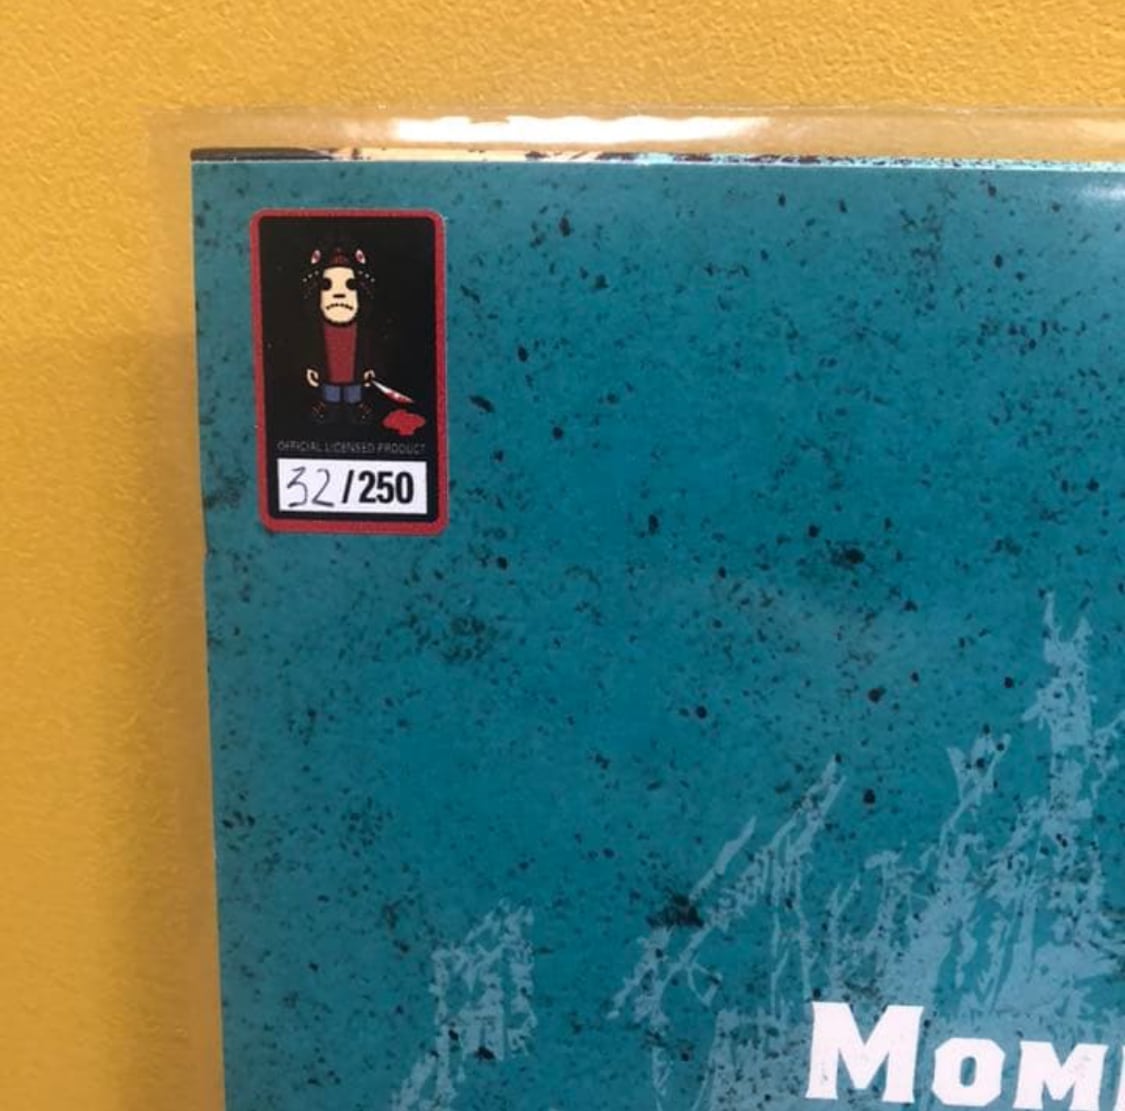 OFFICIAL LICENSED PRODUCT
32/250
MOM